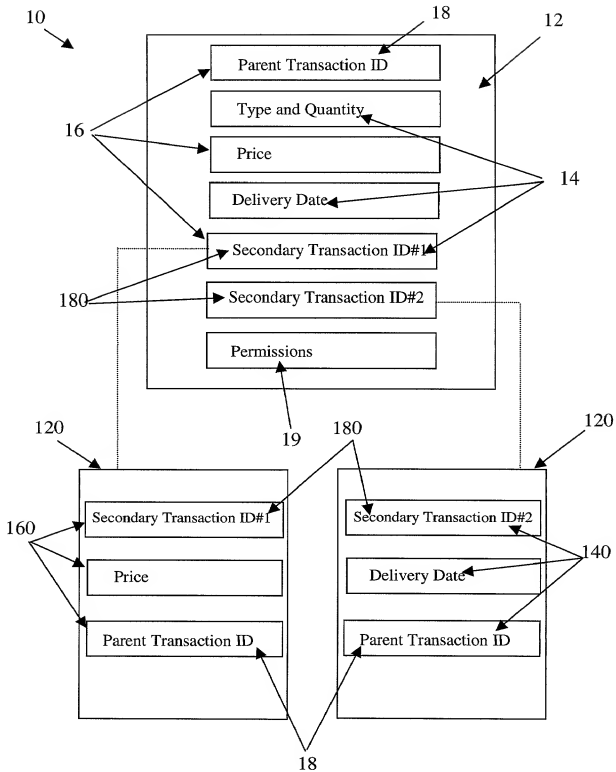 10
18
12
Parent Transaction ID
Type and Quantity
16
Price
14
Delivery Date
Secondary Transaction ID#1
180
Secondary Transaction ID#2
Permissions
19
120
180
120
Secondary Transaction ID#1
Secondary Transaction ID#2
160
140
Price
Delivery Date
Parent Transaction ID
Parent Transaction ID
18